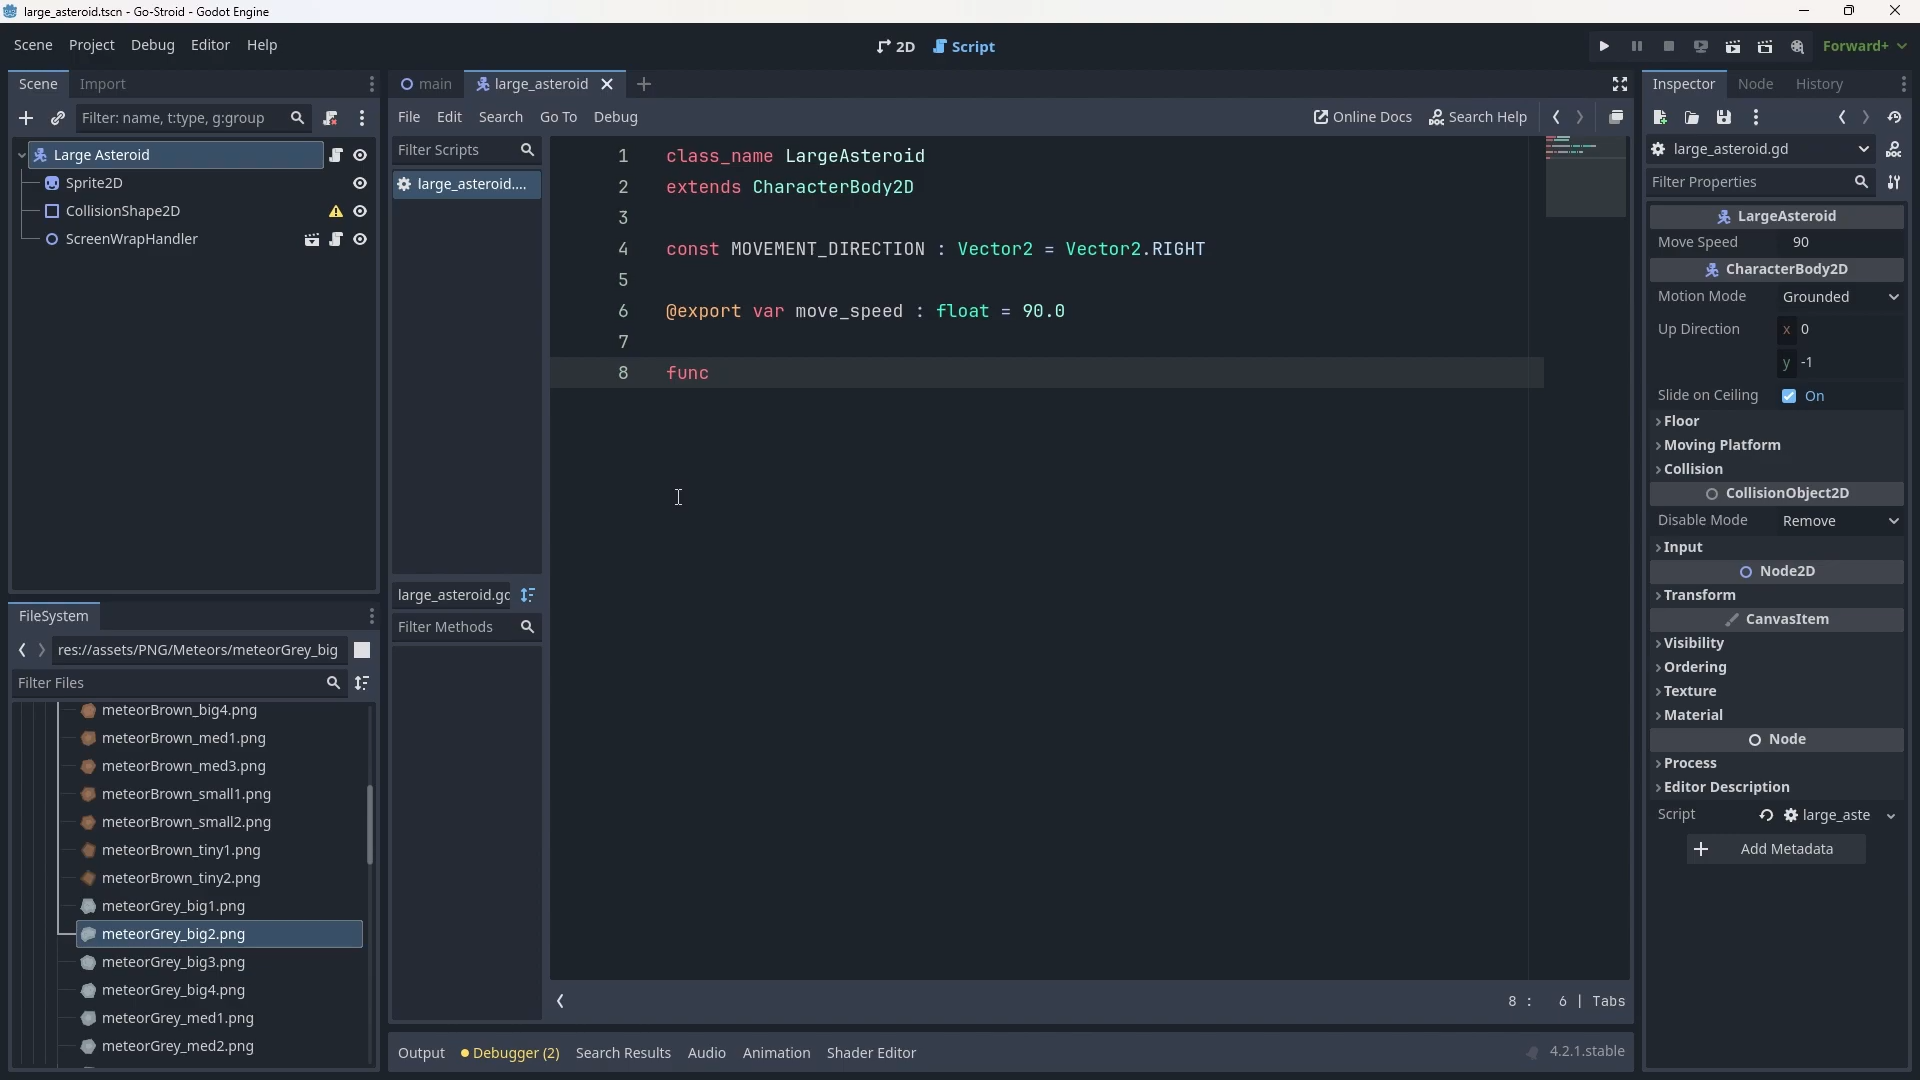 large_asteroid.tscn - Go-Stroid - Godot Engine
Scene Project Debug Editor Help
2D Script
Forward+
Scene Import
main large_asteroid
Inspector Node History
Filter: name, t:type, g:group
File Edit Search Go To Debug
Online Docs Search Help
Large Asteroid
Sprite2D
CollisionShape2D
ScreenWrapHandler
Filter Scripts
large_asteroid....
large_asteroid.gd
Filter Methods
1 class_name LargeAsteroid
2 extends CharacterBody2D
3
4 const MOVEMENT_DIRECTION : Vector2 = Vector2.RIGHT
5
6 @export var move_speed : float = 90.0
7
8 func
8 : 6 | Tabs
FileSystem
res://assets/PNG/Meteors/meteorGrey_big
Filter Files
meteorBrown_big4.png
meteorBrown_med1.png
meteorBrown_med3.png
meteorBrown_small1.png
meteorBrown_small2.png
meteorBrown_tiny1.png
meteorBrown_tiny2.png
meteorGrey_big1.png
meteorGrey_big2.png
meteorGrey_big3.png
meteorGrey_big4.png
meteorGrey_med1.png
meteorGrey_med2.png
Output Debugger (2) Search Results Audio Animation Shader Editor
4.2.1.stable
large_asteroid.gd
Filter Properties
LargeAsteroid
Move Speed 90
CharacterBody2D
Motion Mode Grounded
Up Direction x 0
y -1
Slide on Ceiling On
Floor
Moving Platform
Collision
CollisionObject2D
Disable Mode Remove
Input
Node2D
Transform
CanvasItem
Visibility
Ordering
Texture
Material
Node
Process
Editor Description
Script large_aste
Add Metadata